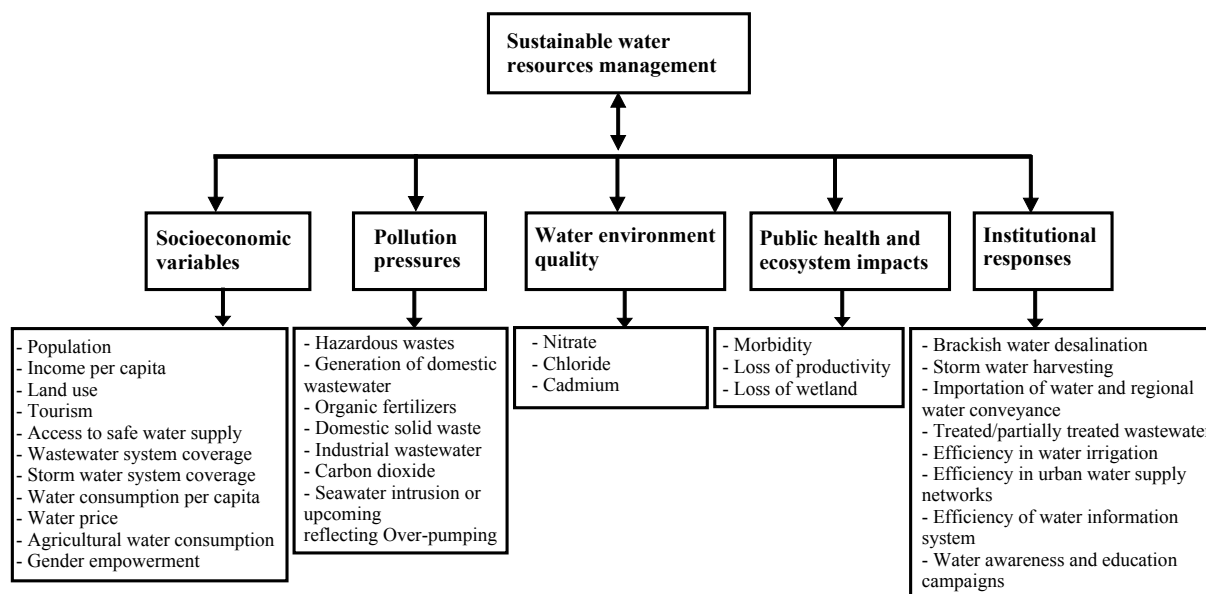 Sustainable water
resources management
Socioeconomic
variables
Pollution
pressures
Water environment
quality
Public health and
ecosystem impacts
Institutional
responses
- Population
- Income per capita
- Land use
- Tourism
- Access to safe water supply
- Wastewater system coverage
- Storm water system coverage
- Water consumption per capita
- Water price
- Agricultural water consumption
- Gender empowerment
- Hazardous wastes
- Generation of domestic
wastewater
- Organic fertilizers
- Domestic solid waste
- Industrial wastewater
- Carbon dioxide
- Seawater intrusion or
upcoming
reflecting Over-pumping
- Nitrate
- Chloride
- Cadmium
- Morbidity
- Loss of productivity
- Loss of wetland
- Brackish water desalination
- Storm water harvesting
- Importation of water and regional
water conveyance
- Treated/partially treated wastewater
- Efficiency in water irrigation
- Efficiency in urban water supply
networks
- Efficiency of water information
system
- Water awareness and education
campaigns